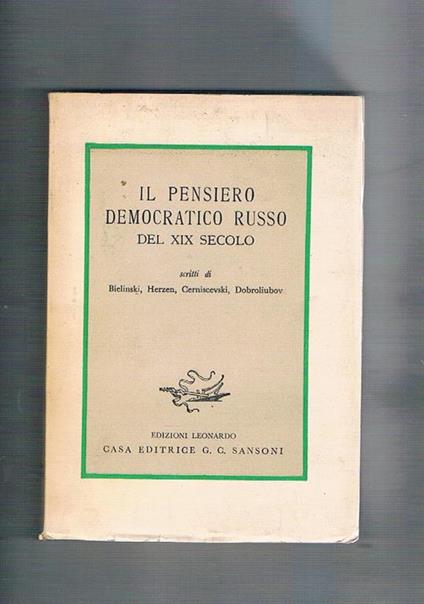 IL PENSIERO
DEMOCRATICO RUSSO
DEL XIX SECOLO
scritti di
Bielinski, Herzen, Cerniscevski, Dobroliubov
EDIZIONI LEONARDO
CASA EDITRICE G. C. SANSONI